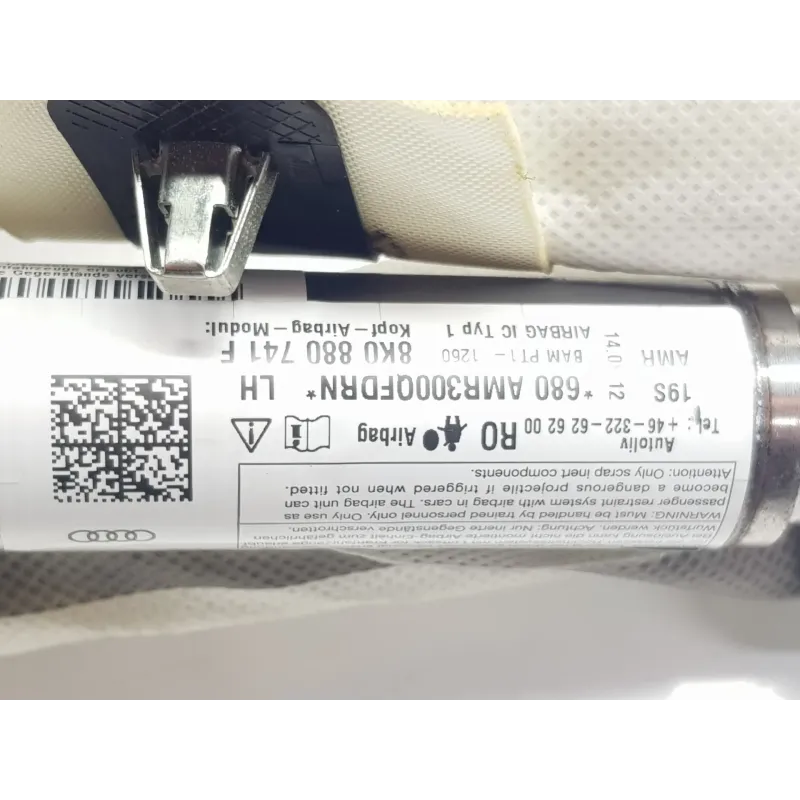 WARNING: Must be handled by trained personnel only. Only for use as
passenger restraint system with airbag in cars. The airbag unit can
become a dangerous projectile if triggered when not fitted.
Attention: Only scrap inert components.
Autoliv
Tel.: +46-322-62 62 00
RO Airbag
19S 12
*680 AMR300QFDRN* LH
AMH 14.0
BAM PT1-1260 8K0 880 741 F
AIRBAG IC Typ 1 Kopf-Airbag-Modul: